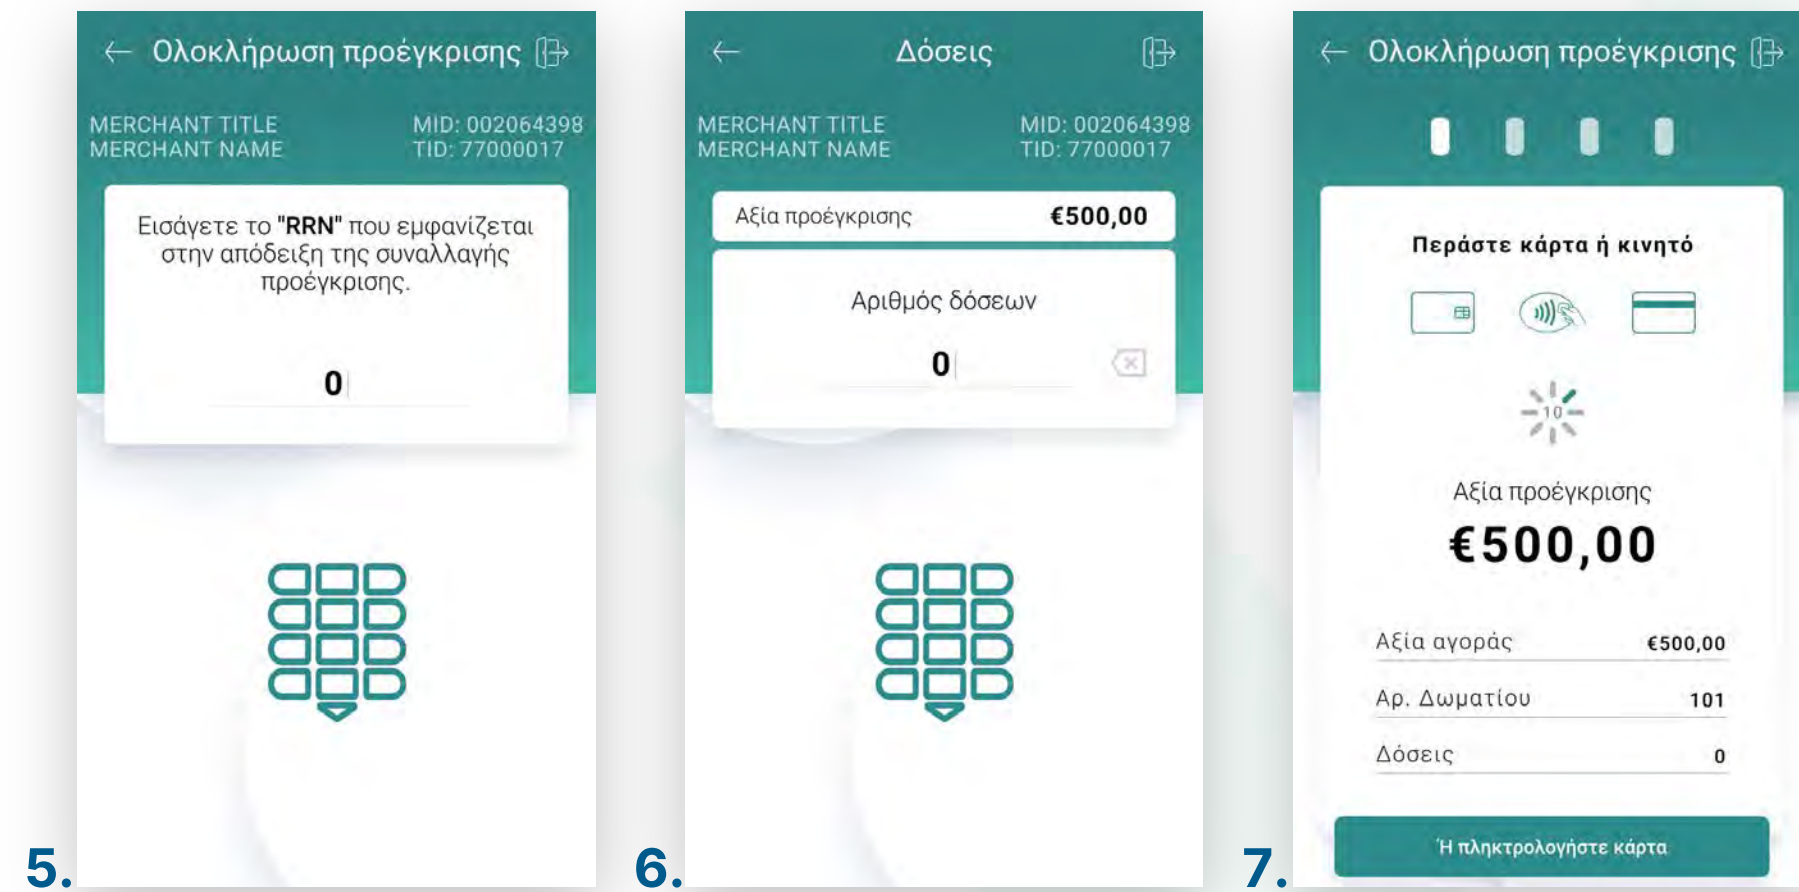 Ολοκλήρωση προέγκρισης
MERCHANT TITLE MID: 002064398
MERCHANT NAME TID: 77000017
Εισάγετε το "RRN" που εμφανίζεται
στην απόδειξη της συναλλαγής
προέγκρισης.
0
5.
Δόσεις
MERCHANT TITLE MID: 002064398
MERCHANT NAME TID: 77000017
Αξία προέγκρισης €500,00
Αριθμός δόσεων
0
6.
Ολοκλήρωση προέγκρισης
Περάστε κάρτα ή κινητό
10
Αξία προέγκρισης
€500,00
Αξία αγοράς €500,00
Αρ. Δωματίου 101
Δόσεις 0
Ή πληκτρολογήστε κάρτα
7.